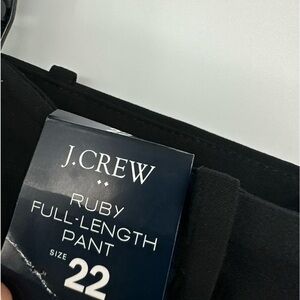 J.CREW
RUBY
FULL-LENGTH
PANT
SIZE 22